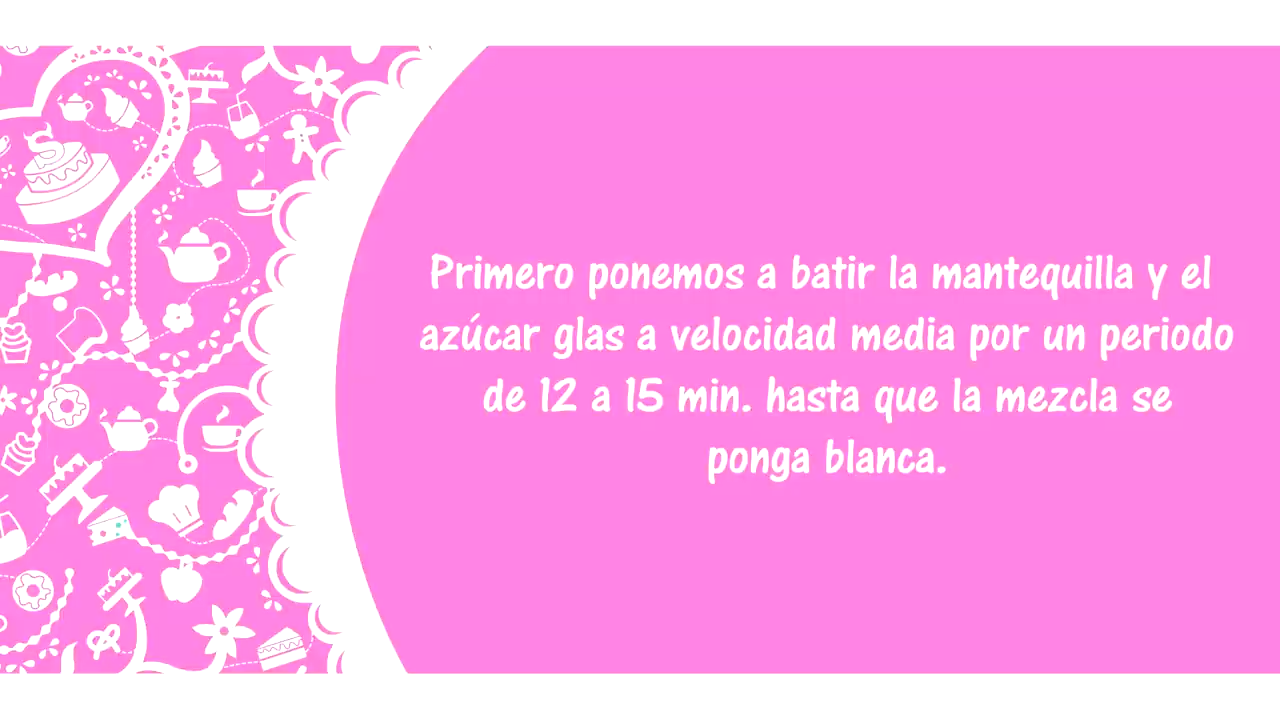 Primero ponemos a batir la mantequilla y el
azúcar glas a velocidad media por un periodo
de 12 a 15 min. hasta que la mezcla se
ponga blanca.